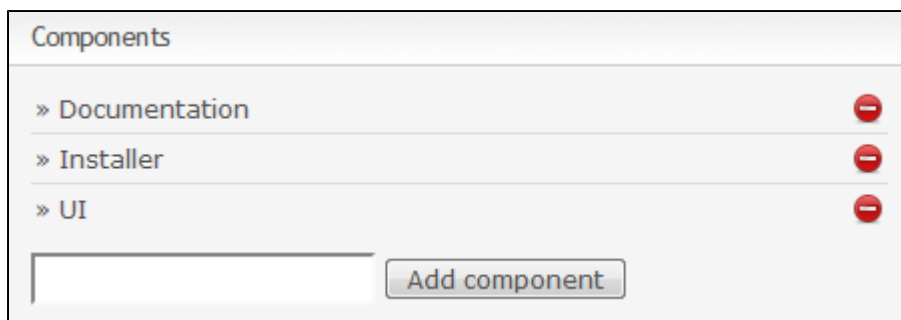 Components
» Documentation
» Installer
» UI
Add component